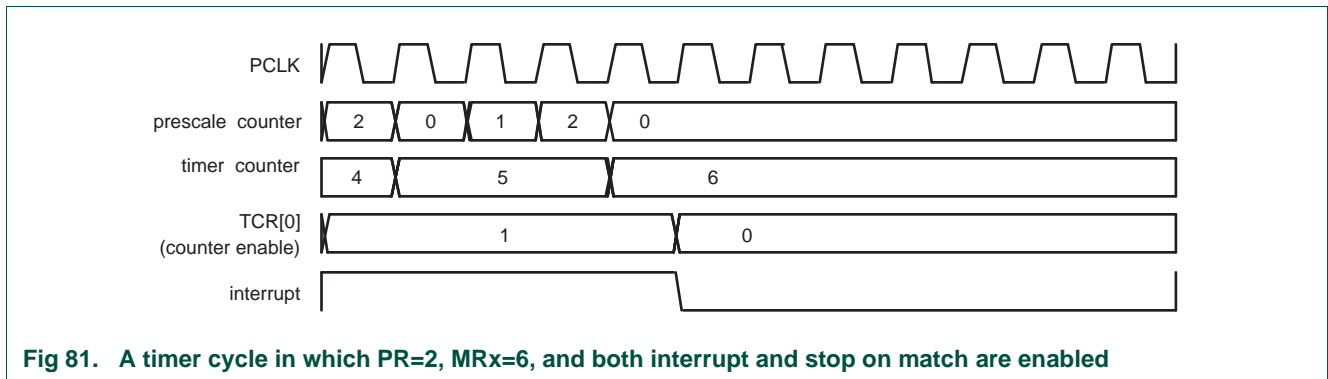 PCLK
prescale counter 2 0 1 2 0
timer counter 4 5 6
TCR[0]
(counter enable) 1 0
interrupt
Fig 81. A timer cycle in which PR=2, MRx=6, and both interrupt and stop on match are enabled